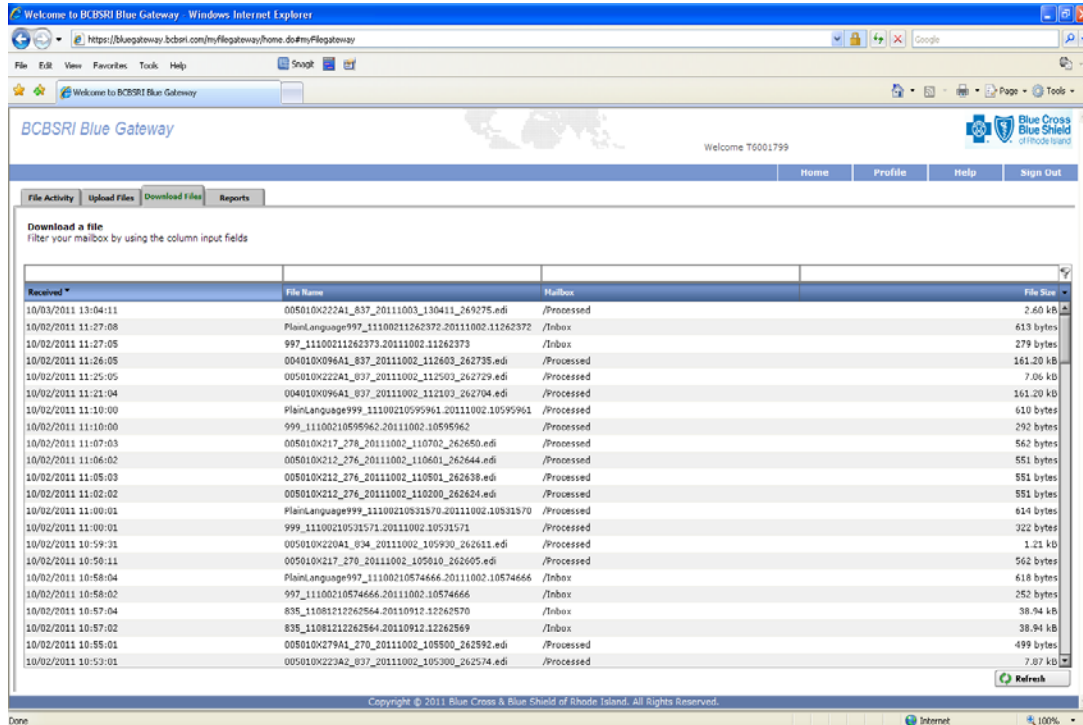 Welcome to BCBSRI Blue Gateway - Windows Internet Explorer
https://bluegateway.bcbsri.com/myfilegateway/home.do#myFilegateway
Google
File Edit View Favorites Tools Help
SnagIt
Welcome to BCBSRI Blue Gateway
Page Tools
BCBSRI Blue Gateway
Welcome T6001799
Blue Cross
Blue Shield
of Rhode Island
Home Profile Help Sign Out
File Activity Upload Files Download Files Reports
Download a file
Filter your mailbox by using the column input fields
Received File Name Mailbox File Size
10/03/2011 13:04:11 005010X222A1_837_20111003_130411_269275.edi /Processed 2.60 kB
10/02/2011 11:27:08 PlainLanguage997_11100211262372.20111002.11262372 /Inbox 613 bytes
10/02/2011 11:27:05 997_11100211262373.20111002.11262373 /Inbox 279 bytes
10/02/2011 11:26:05 004010X096A1_837_20111002_112603_262735.edi /Processed 161.20 kB
10/02/2011 11:25:05 005010X222A1_837_20111002_112503_262729.edi /Processed 7.06 kB
10/02/2011 11:21:04 004010X096A1_837_20111002_112103_262704.edi /Processed 161.20 kB
10/02/2011 11:10:00 PlainLanguage999_11100210595961.20111002.10595961 /Processed 610 bytes
10/02/2011 11:10:00 999_11100210595962.20111002.10595962 /Processed 292 bytes
10/02/2011 11:07:03 005010X217_278_20111002_110702_262650.edi /Processed 562 bytes
10/02/2011 11:06:02 005010X212_276_20111002_110601_262644.edi /Processed 551 bytes
10/02/2011 11:05:03 005010X212_276_20111002_110501_262638.edi /Processed 551 bytes
10/02/2011 11:02:02 005010X212_276_20111002_110200_262624.edi /Processed 551 bytes
10/02/2011 11:00:01 PlainLanguage999_11100210531570.20111002.10531570 /Processed 614 bytes
10/02/2011 11:00:01 999_11100210531571.20111002.10531571 /Processed 322 bytes
10/02/2011 10:59:31 005010X220A1_834_20111002_105930_262611.edi /Processed 1.21 kB
10/02/2011 10:58:11 005010X217_278_20111002_105810_262605.edi /Processed 562 bytes
10/02/2011 10:58:04 PlainLanguage997_11100210574666.20111002.10574666 /Inbox 618 bytes
10/02/2011 10:58:02 997_11100210574666.20111002.10574666 /Inbox 252 bytes
10/02/2011 10:57:04 835_11081212262564.20110912.12262570 /Inbox 38.94 kB
10/02/2011 10:57:02 835_11081212262564.20110912.12262569 /Inbox 38.94 kB
10/02/2011 10:55:01 005010X279A1_270_20111002_105500_262592.edi /Processed 499 bytes
10/02/2011 10:53:01 005010X223A2_837_20111002_105300_262574.edi /Processed 7.87 kB
Refresh
Copyright © 2011 Blue Cross & Blue Shield of Rhode Island. All Rights Reserved.
Done Internet 100%